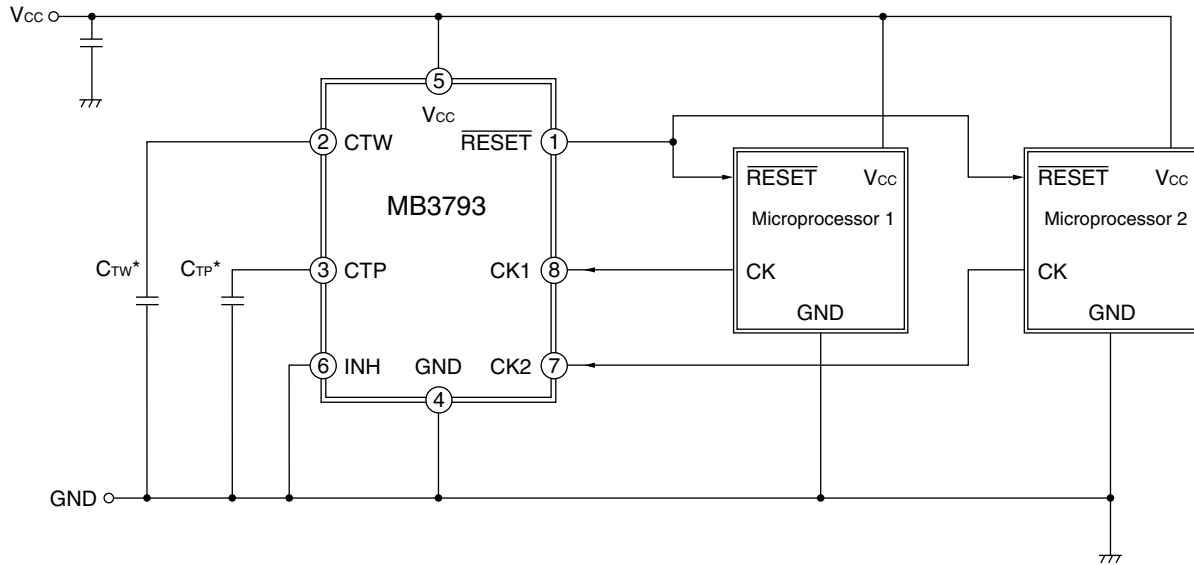 VCC
5
VCC
2 CTW
RESET 1
MB3793
RESET VCC
Microprocessor 1
RESET VCC
Microprocessor 2
CTW*
CTP*
3 CTP
CK1 8
CK
CK
GND
GND
6 INH
GND
CK2 7
4
GND